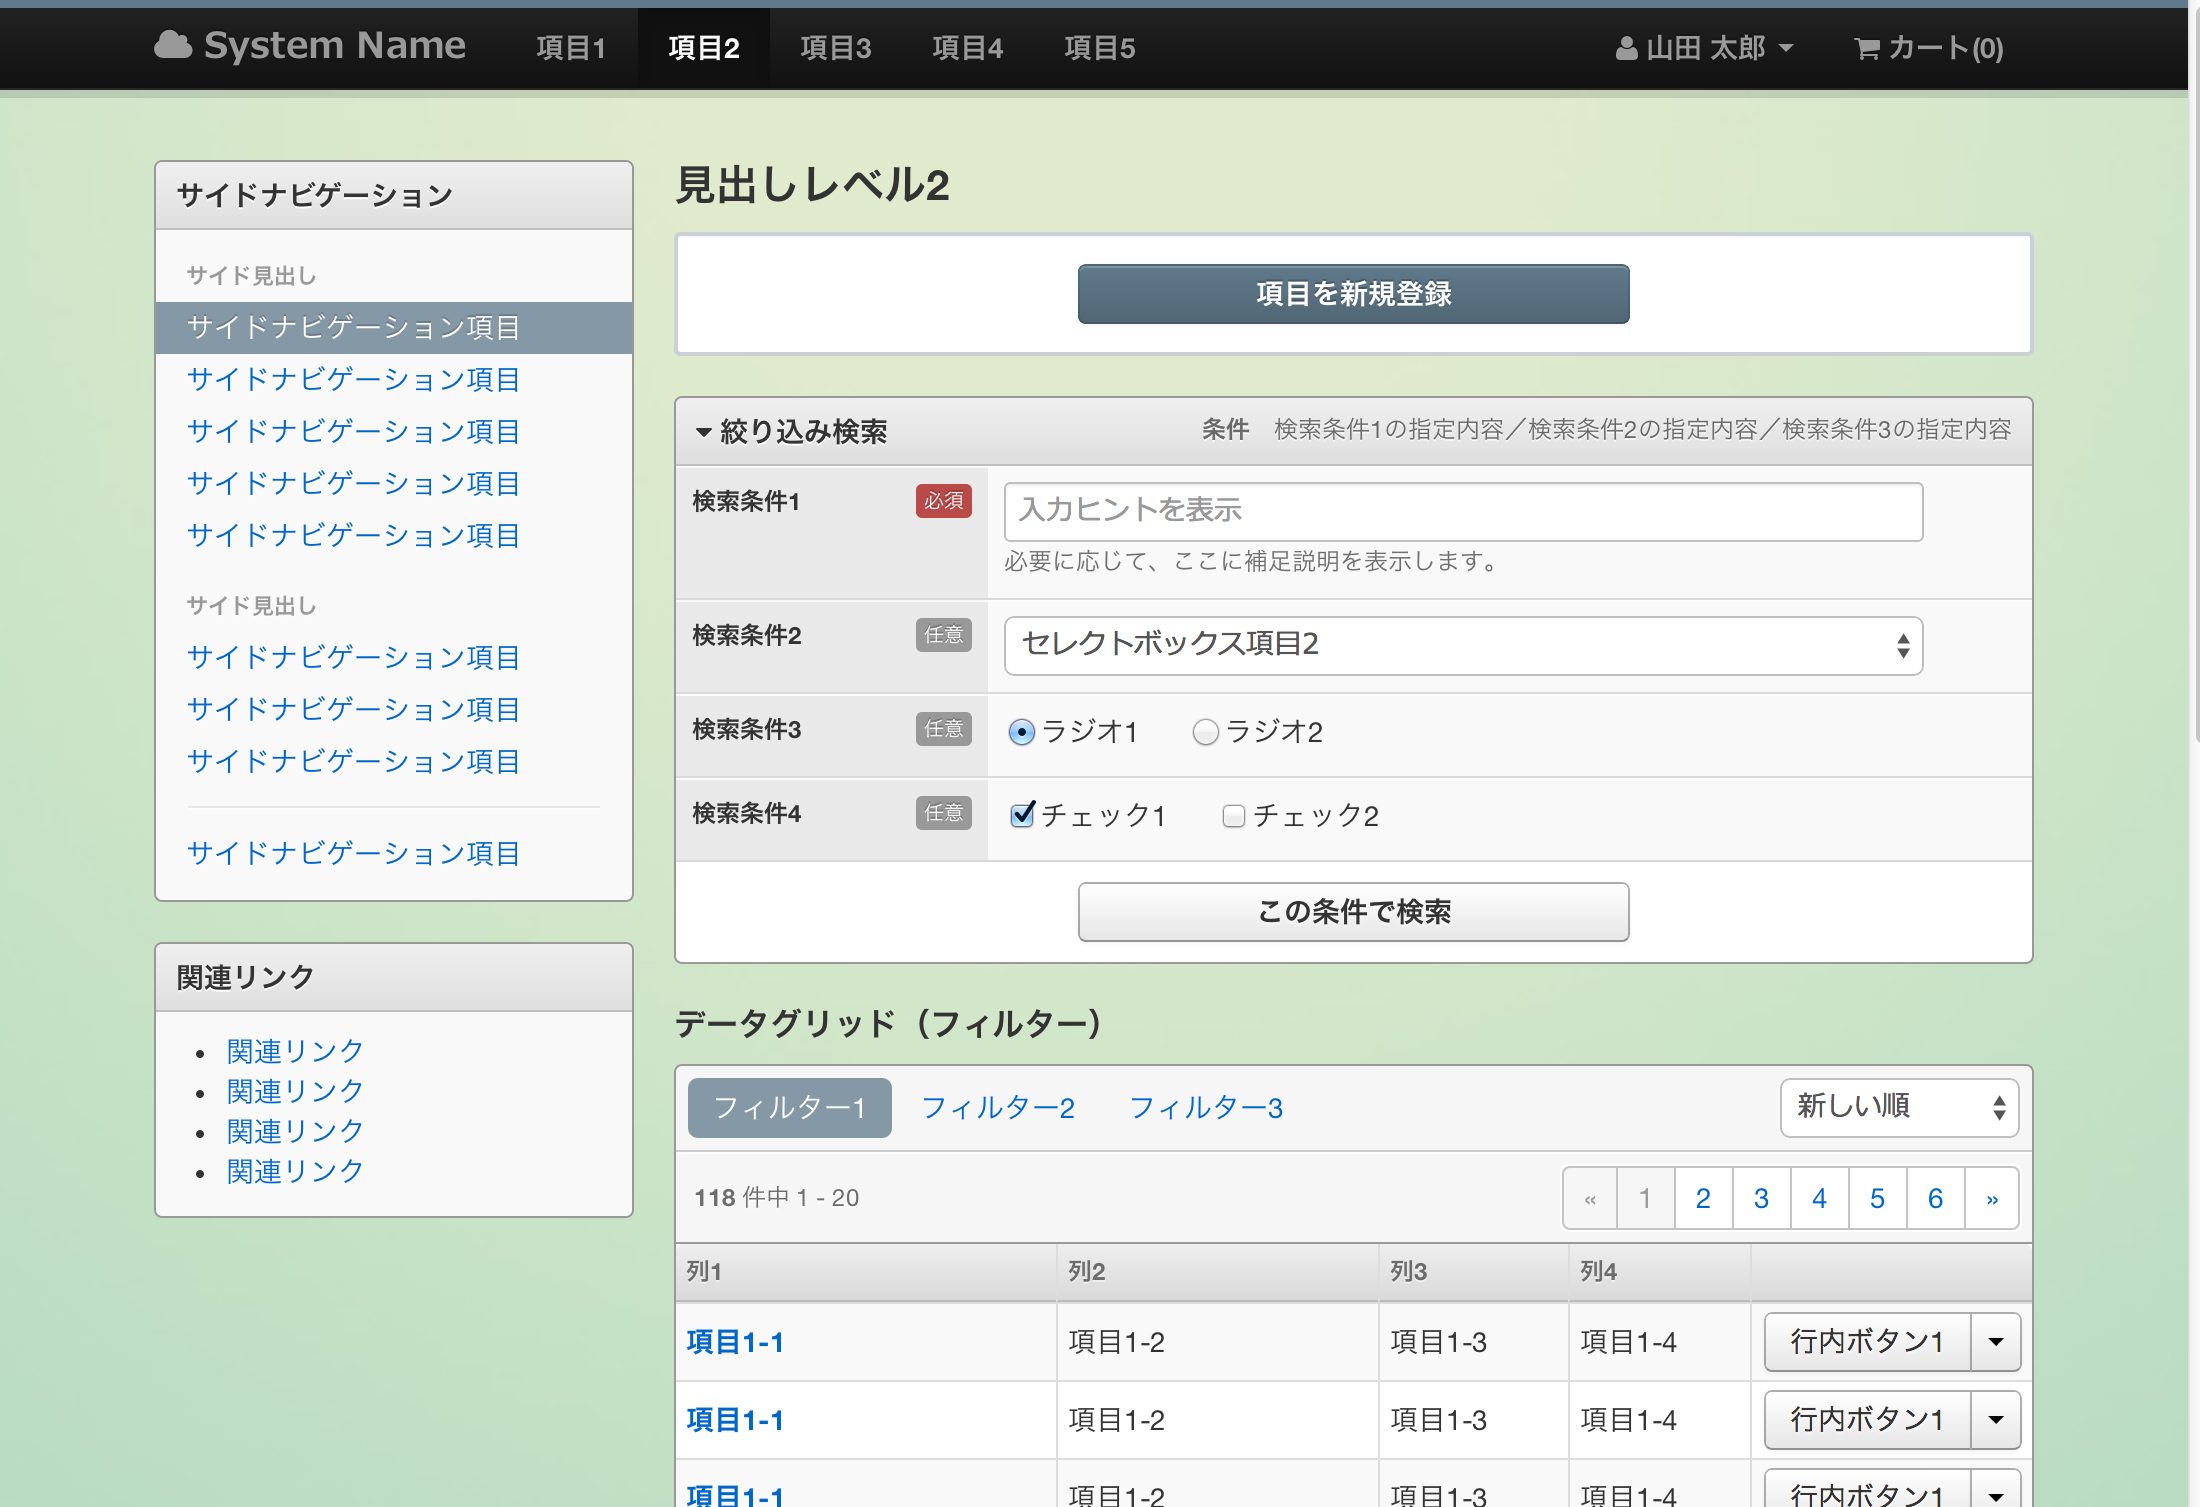 System Name 項目1 項目2 項目3 項目4 項目5 山田 太郎 カート(0)
サイドナビゲーション
サイド見出し
サイドナビゲーション項目
サイドナビゲーション項目
サイドナビゲーション項目
サイドナビゲーション項目
サイドナビゲーション項目
サイド見出し
サイドナビゲーション項目
サイドナビゲーション項目
サイドナビゲーション項目
サイドナビゲーション項目
関連リンク
関連リンク
関連リンク
関連リンク
関連リンク
見出しレベル2
項目を新規登録
絞り込み検索 条件 検索条件1の指定内容／検索条件2の指定内容／検索条件3の指定内容
検索条件1 必須 入力ヒントを表示
必要に応じて、ここに補足説明を表示します。
検索条件2 任意 セレクトボックス項目2
検索条件3 任意 ラジオ1 ラジオ2
検索条件4 任意 チェック1 チェック2
この条件で検索
データグリッド（フィルター）
フィルター1 フィルター2 フィルター3 新しい順
118 件中 1 - 20 « 1 2 3 4 5 6 »
列1 列2 列3 列4
項目1-1 項目1-2 項目1-3 項目1-4 行内ボタン1
項目1-1 項目1-2 項目1-3 項目1-4 行内ボタン1
項目1-1 項目1-2 項目1-3 項目1-4 行内ボタン1